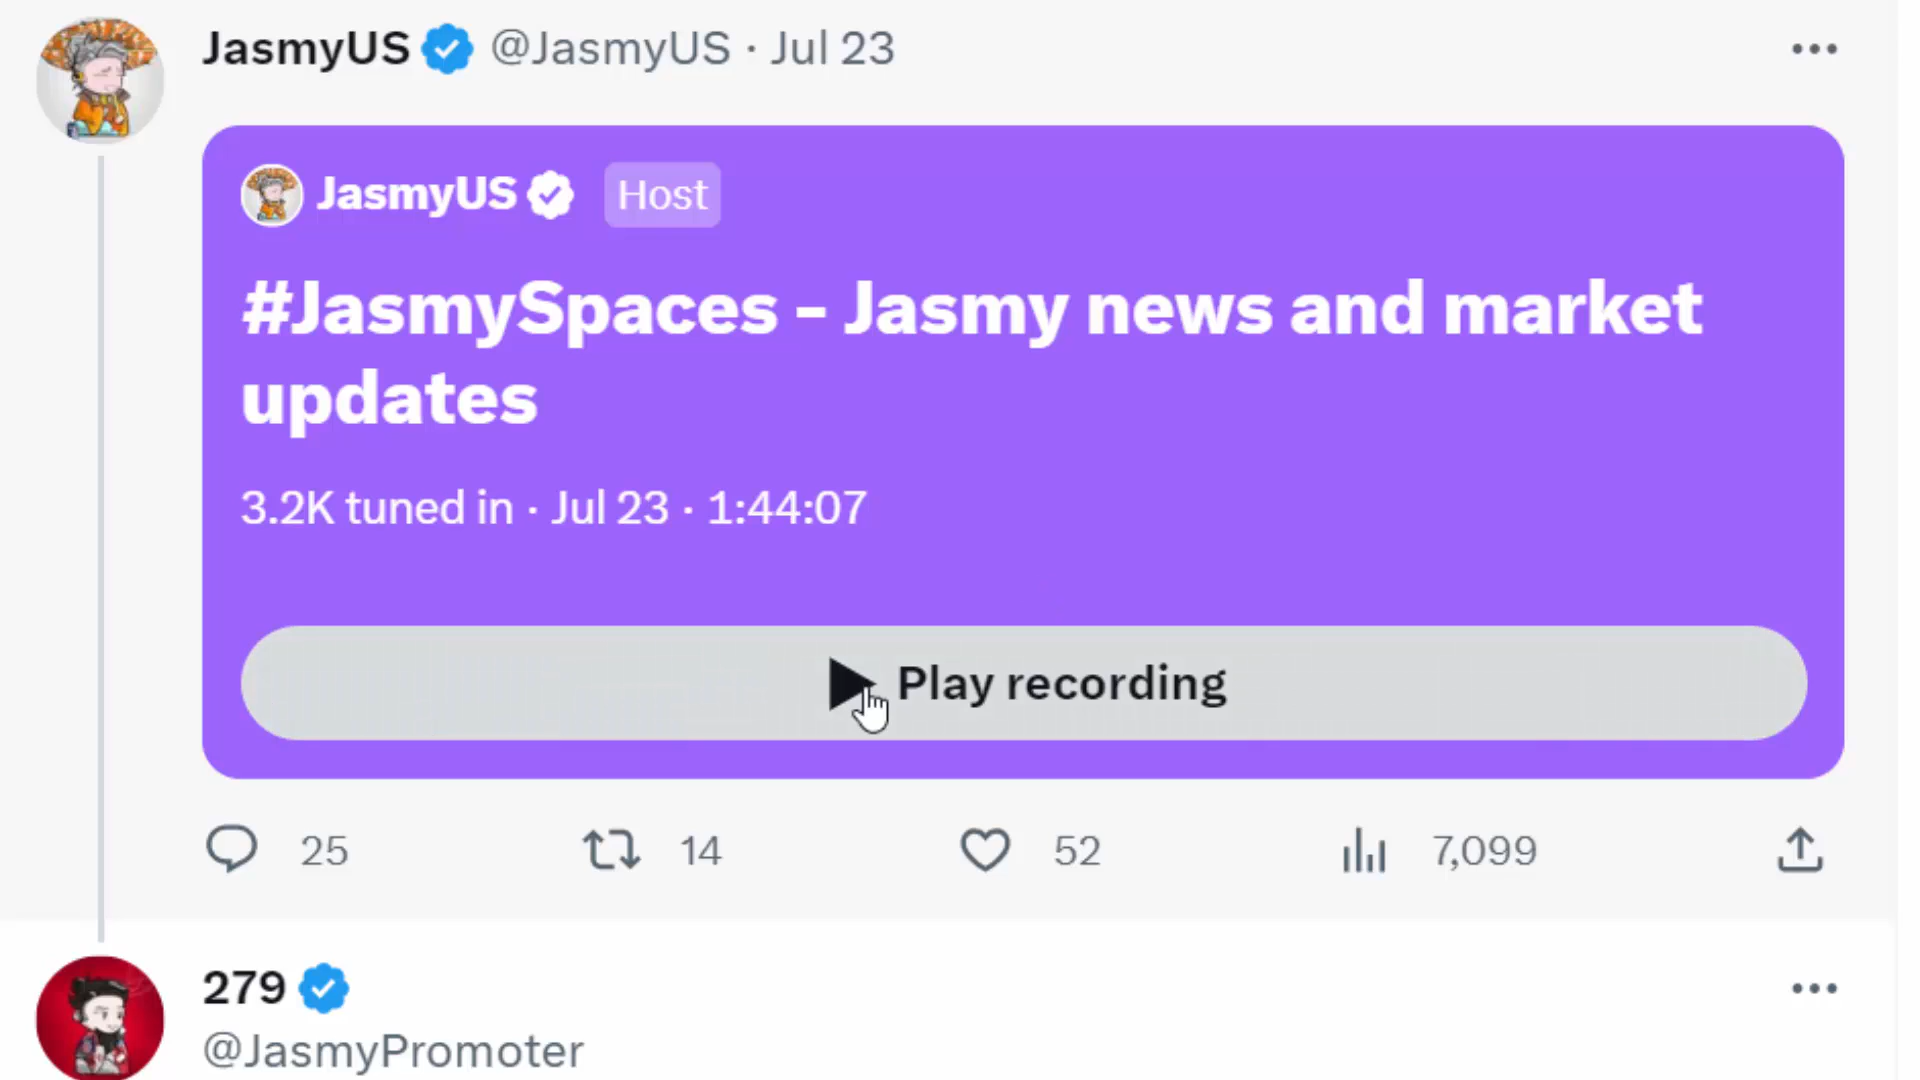 JasmyUS @JasmyUS · Jul 23
JasmyUS Host
#JasmySpaces – Jasmy news and market
updates
3.2K tuned in · Jul 23 · 1:44:07
Play recording
25 14 52 7,099
279
@JasmyPromoter